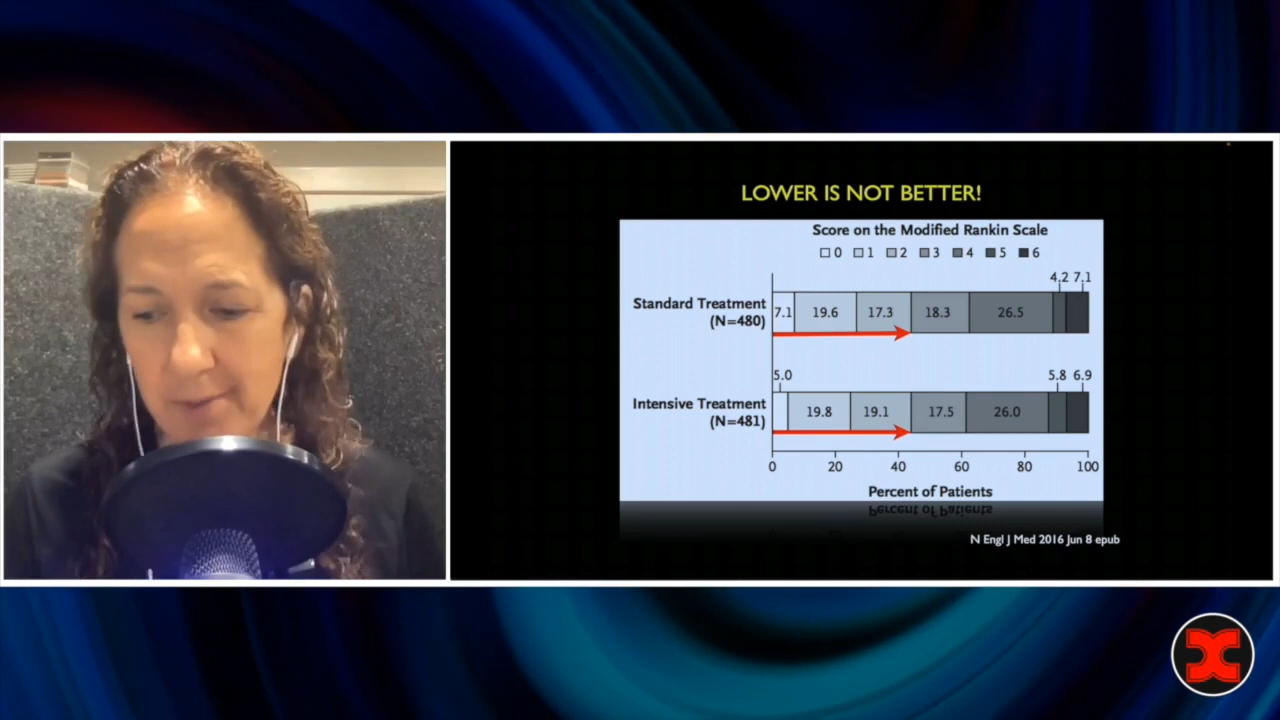 LOWER IS NOT BETTER!
Score on the Modified Rankin Scale
0 1 2 3 4 5 6
4.2 7.1
Standard Treatment
(N=480)
7.1 19.6 17.3 18.3 26.5
5.0 5.8 6.9
Intensive Treatment
(N=481)
19.8 19.1 17.5 26.0
0 20 40 60 80 100
Percent of Patients
N Engl J Med 2016 Jun 8 epub